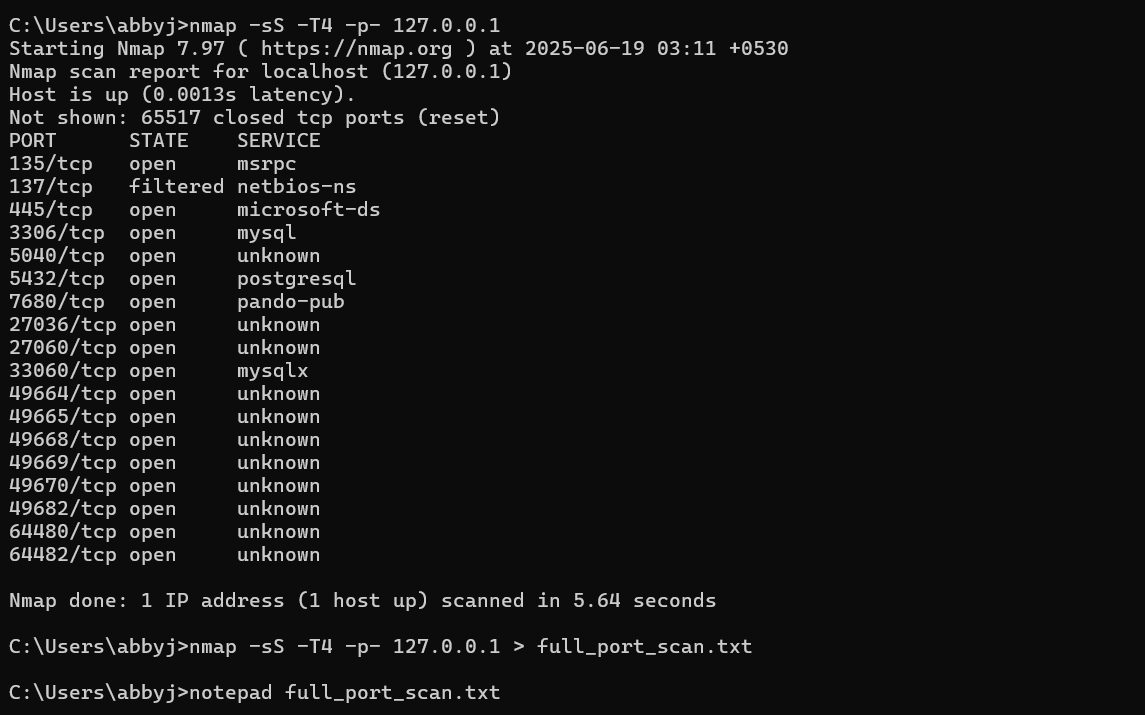 C:\Users\abbyj>nmap -sS -T4 -p- 127.0.0.1
Starting Nmap 7.97 ( https://nmap.org ) at 2025-06-19 03:11 +0530
Nmap scan report for localhost (127.0.0.1)
Host is up (0.0013s latency).
Not shown: 65517 closed tcp ports (reset)
PORT      STATE    SERVICE
135/tcp   open     msrpc
137/tcp   filtered netbios-ns
445/tcp   open     microsoft-ds
3306/tcp  open     mysql
5040/tcp  open     unknown
5432/tcp  open     postgresql
7680/tcp  open     pando-pub
27036/tcp open     unknown
27060/tcp open     unknown
33060/tcp open     mysqlx
49664/tcp open     unknown
49665/tcp open     unknown
49668/tcp open     unknown
49669/tcp open     unknown
49670/tcp open     unknown
49682/tcp open     unknown
64480/tcp open     unknown
64482/tcp open     unknown
Nmap done: 1 IP address (1 host up) scanned in 5.64 seconds
C:\Users\abbyj>nmap -sS -T4 -p- 127.0.0.1 > full_port_scan.txt
C:\Users\abbyj>notepad full_port_scan.txt